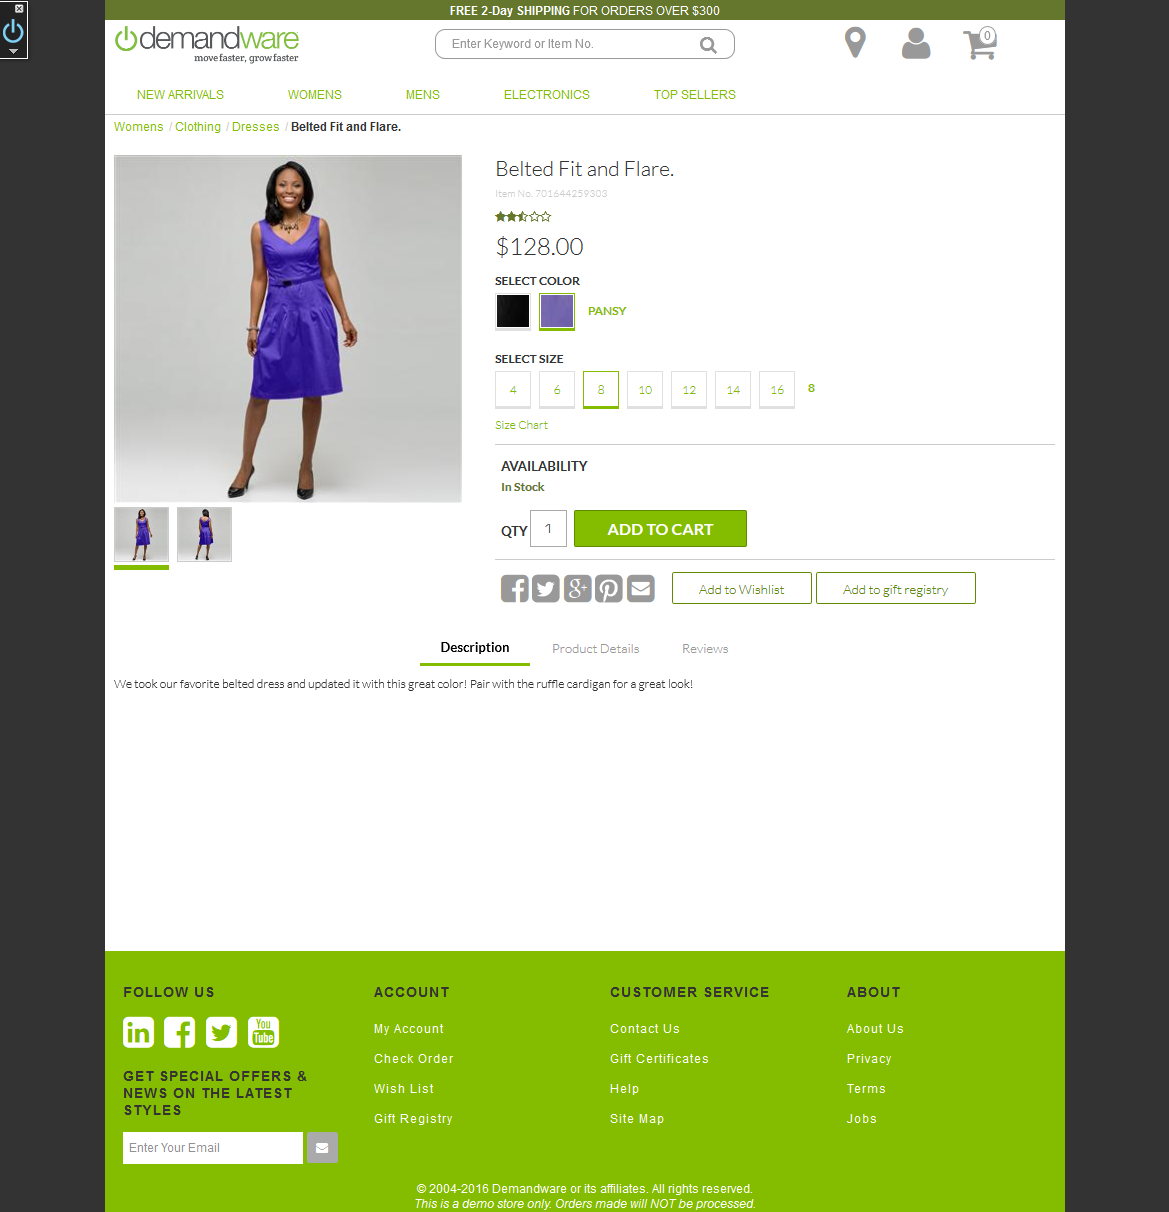 FREE 2-Day SHIPPING FOR ORDERS OVER $300
demandware
move faster, grow faster
Enter Keyword or Item No.
0
NEW ARRIVALS WOMENS MENS ELECTRONICS TOP SELLERS
Womens / Clothing / Dresses / Belted Fit and Flare.
Belted Fit and Flare.
Item No. 701644259303
$128.00
SELECT COLOR
PANSY
SELECT SIZE
4 6 8 10 12 14 16 8
Size Chart
AVAILABILITY
In Stock
QTY 1 ADD TO CART
g+
Add to Wishlist Add to gift registry
Description Product Details Reviews
We took our favorite belted dress and updated it with this great color! Pair with the ruffle cardigan for a great look!
FOLLOW US
in f You Tube
GET SPECIAL OFFERS &
NEWS ON THE LATEST
STYLES
Enter Your Email
ACCOUNT
My Account
Check Order
Wish List
Gift Registry
CUSTOMER SERVICE
Contact Us
Gift Certificates
Help
Site Map
ABOUT
About Us
Privacy
Terms
Jobs
© 2004-2016 Demandware or its affiliates. All rights reserved.
This is a demo store only. Orders made will NOT be processed.